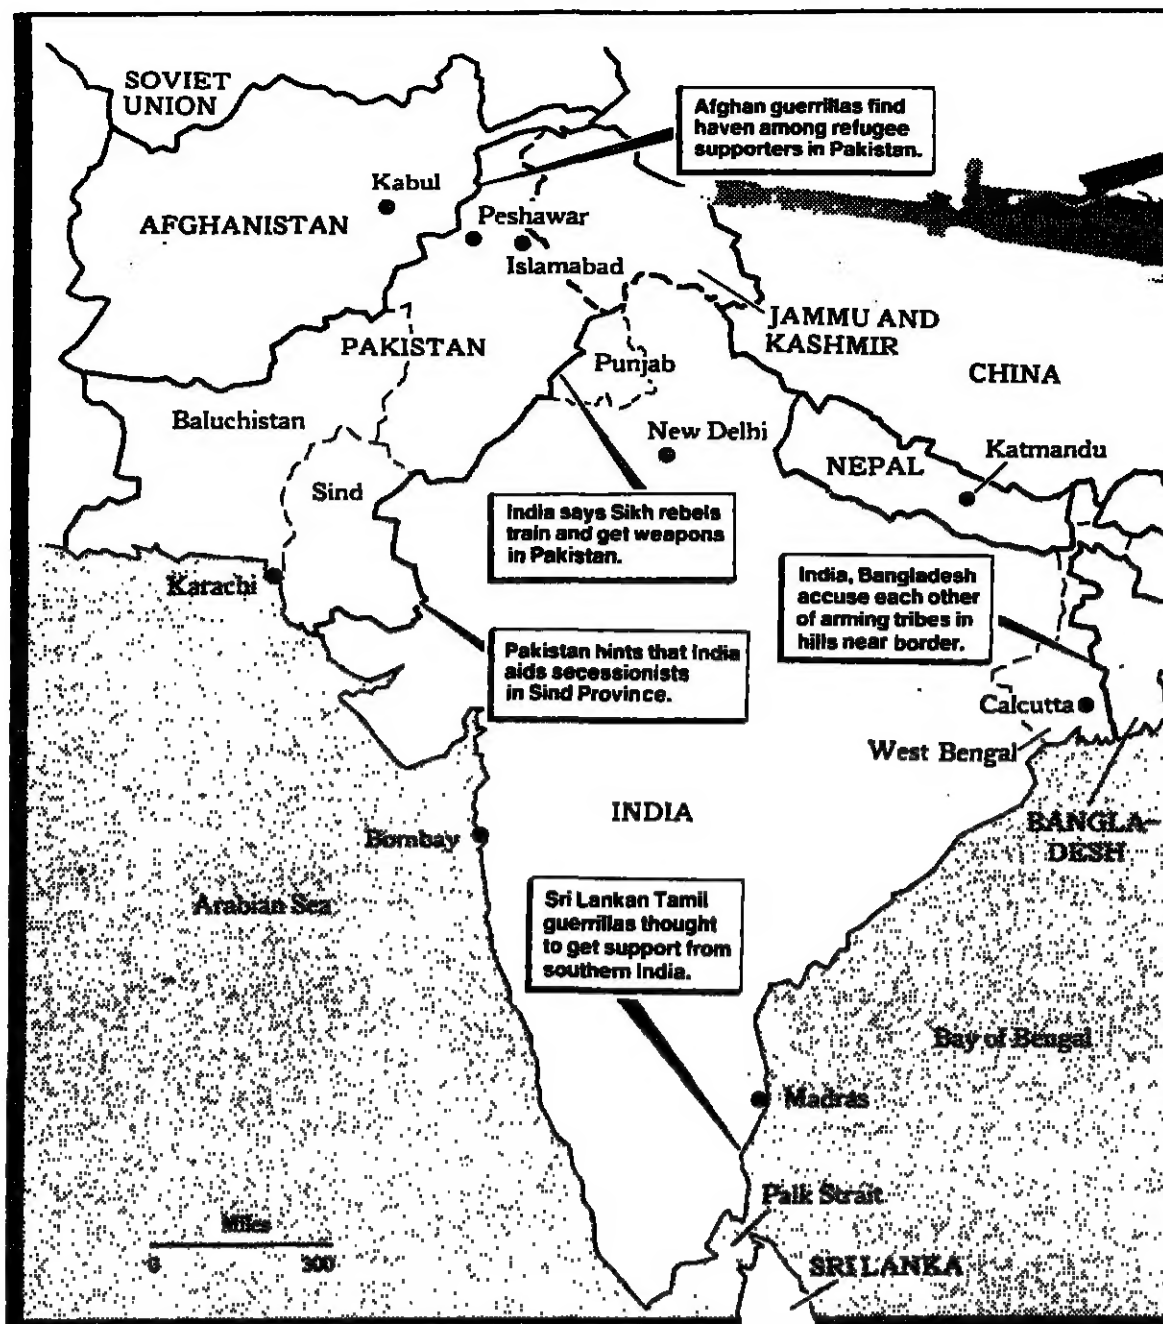 SOVIET
UNION
Afghan guerrillas find
haven among refugee
supporters in Pakistan.
Kabul
AFGHANISTAN
Peshawar
Islamabad
JAMMU AND
KASHMIR
PAKISTAN
Punjab
CHINA
Baluchistan
New Delhi
NEPAL
Katmandu
Sind
India says Sikh rebels
train and get weapons
in Pakistan.
Karachi
India, Bangladesh
accuse each other
of arming tribes in
hills near border.
Pakistan hints that India
aids secessionists
in Sind Province.
Calcutta
West Bengal
INDIA
BANGLA-
DESH
Bombay
Arabian Sea
Sri Lankan Tamil
guerrillas thought
to get support from
southern India.
Bay of Bengal
Madras
Palk Strait
Miles
0 300
SRI LANKA